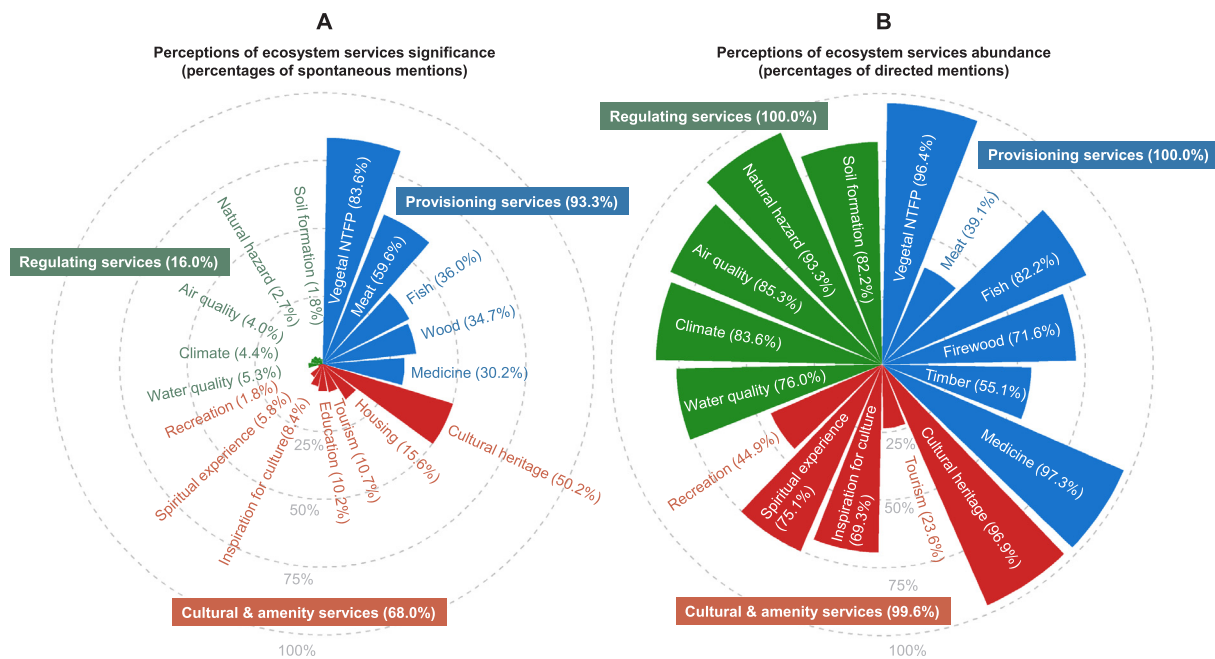 A
Perceptions of ecosystem services significance
(percentages of spontaneous mentions)
Regulating services (16.0%)
Provisioning services (93.3%)
Soil formation (1.8%)
Natural hazard (2.7%)
Air quality (4.0%)
Climate (4.4%)
Water quality (5.3%)
Vegetal NTFP (83.6%)
Meat (59.6%)
Fish (36.0%)
Wood (34.7%)
Medicine (30.2%)
Cultural heritage (50.2%)
Housing (15.6%)
Tourism (10.7%)
Education (10.2%)
Inspiration for culture(8.4%)
Spiritual experience (5.8%)
Recreation (1.8%)
25%
50%
75%
100%
Cultural & amenity services (68.0%)
B
Perceptions of ecosystem services abundance
(percentages of directed mentions)
Regulating services (100.0%)
Provisioning services (100.0%)
Soil formation (82.2%)
Natural hazard (93.3%)
Air quality (85.3%)
Climate (83.6%)
Water quality (76.0%)
Vegetal NTFP (96.4%)
Meat (39.1%)
Fish (82.2%)
Firewood (71.6%)
Timber (55.1%)
Medicine (97.3%)
Cultural heritage (96.9%)
Tourism (23.6%)
Inspiration for culture
(69.3%)
Spiritual experience
(75.1%)
Recreation (44.9%)
25%
50%
75%
100%
Cultural & amenity services (99.6%)